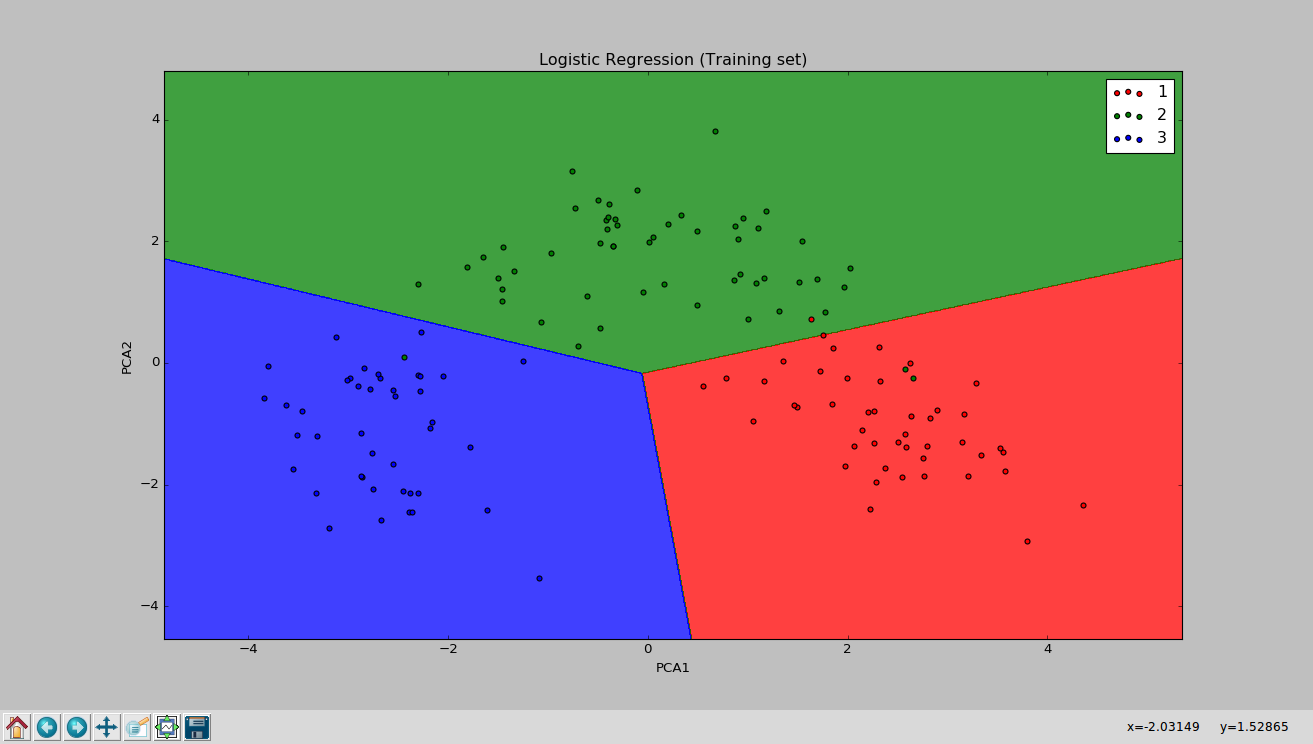 Logistic Regression (Training set)
1
2
3
4
2
0
−2
−4
PCA2
−4 −2 0 2 4
PCA1
x=-2.03149 y=1.52865